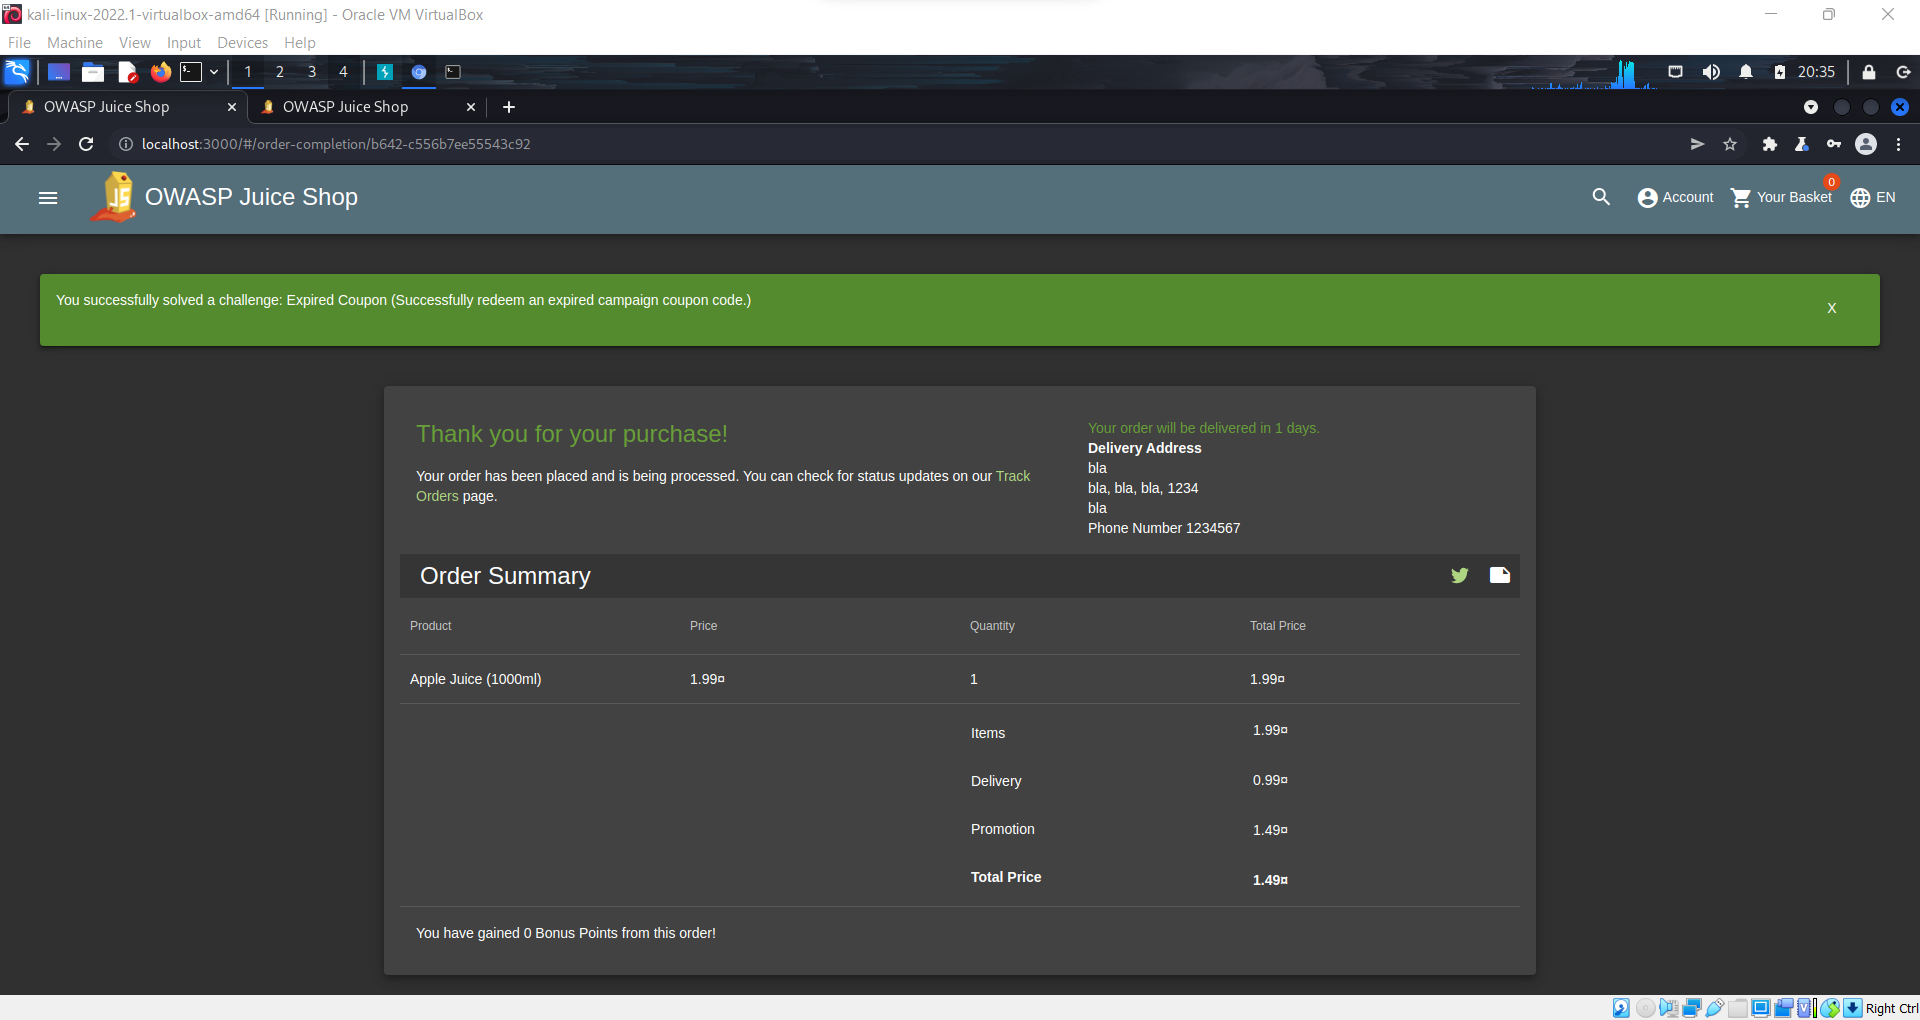 kali-linux-2022.1-virtualbox-amd64 [Running] - Oracle VM VirtualBox
File Machine View Input Devices Help
1 2 3 4 20:35
OWASP Juice Shop OWASP Juice Shop
localhost:3000/#/order-completion/b642-c556b7ee55543c92
OWASP Juice Shop Account Your Basket 0 EN
You successfully solved a challenge: Expired Coupon (Successfully redeem an expired campaign coupon code.) X
Thank you for your purchase!
Your order has been placed and is being processed. You can check for status updates on our Track
Orders page.
Your order will be delivered in 1 days.
Delivery Address
bla
bla, bla, bla, 1234
bla
Phone Number 1234567
Order Summary
Product Price Quantity Total Price
Apple Juice (1000ml) 1.99¤ 1 1.99¤
Items 1.99¤
Delivery 0.99¤
Promotion 1.49¤
Total Price 1.49¤
You have gained 0 Bonus Points from this order!
Right Ctrl